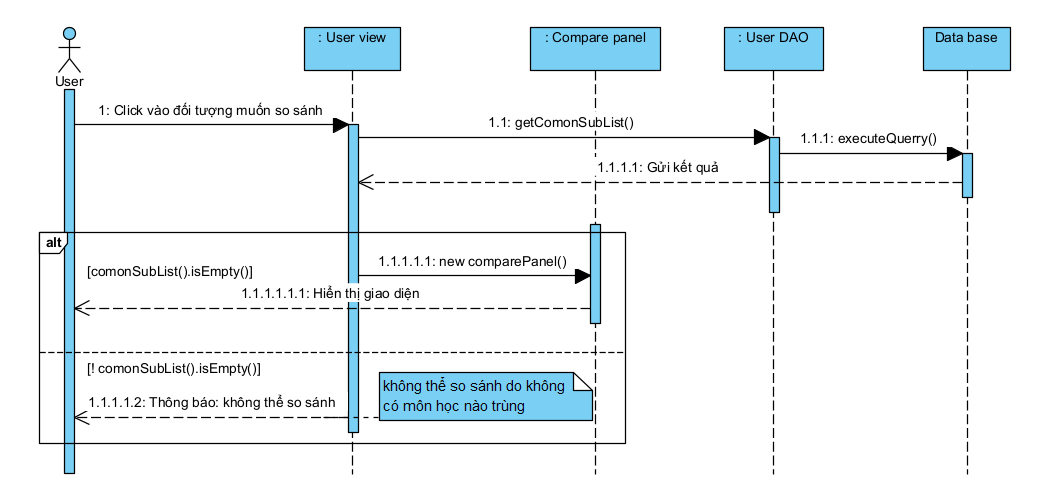 : User view
: Compare panel
: User DAO
Data base
User
1: Click vào đối tượng muốn so sánh
1.1: getComonSubList()
1.1.1: executeQuerry()
1.1.1.1: Gửi kết quả
alt
[comonSubList().isEmpty()]
1.1.1.1.1: new comparePanel()
1.1.1.1.1.1: Hiển thị giao diện
[! comonSubList().isEmpty()]
1.1.1.1.2: Thông báo: không thể so sánh
không thể so sánh do không
có môn học nào trùng